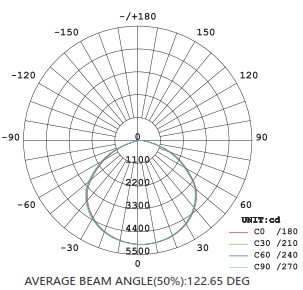 -/+180
-150 150
-120 120
-90 90
0
1100
-60 60
2200
3300
4400
-30 30
5500
0
UNIT:cd
C0 /180
C30 /210
C60 /240
C90 /270
AVERAGE BEAM ANGLE(50%):122.65 DEG